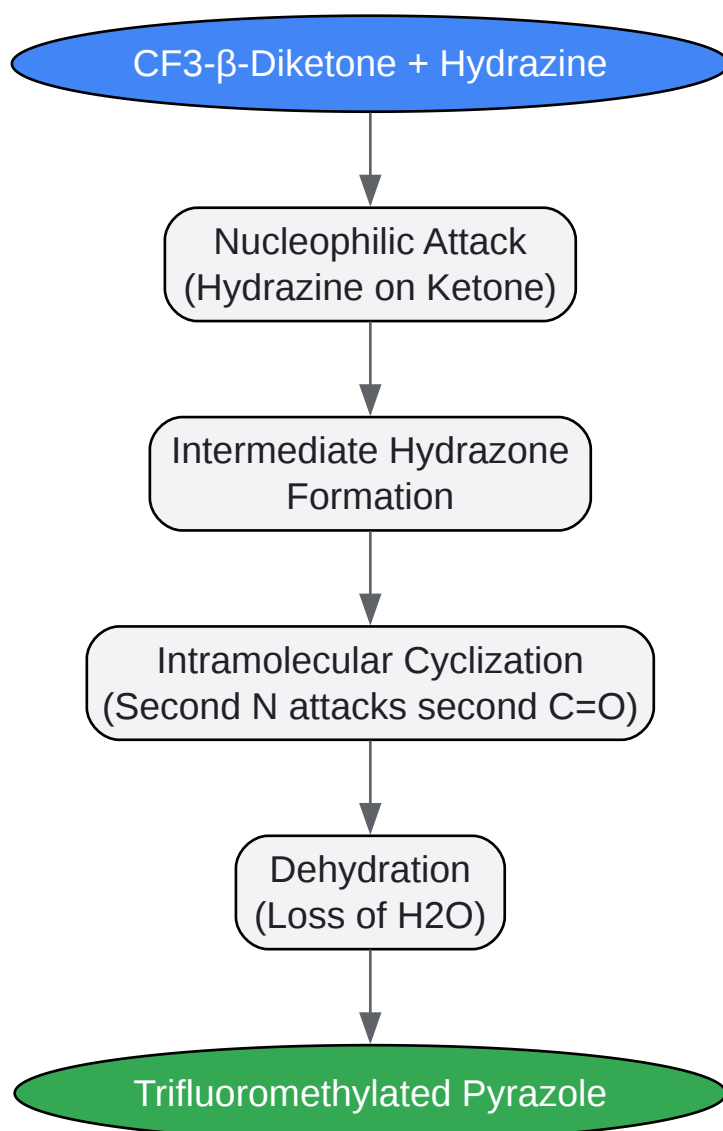 CF3-β-Diketone + Hydrazine
Nucleophilic Attack
(Hydrazine on Ketone)
Intermediate Hydrazone
Formation
Intramolecular Cyclization
(Second N attacks second C=O)
Dehydration
(Loss of H2O)
Trifluoromethylated Pyrazole